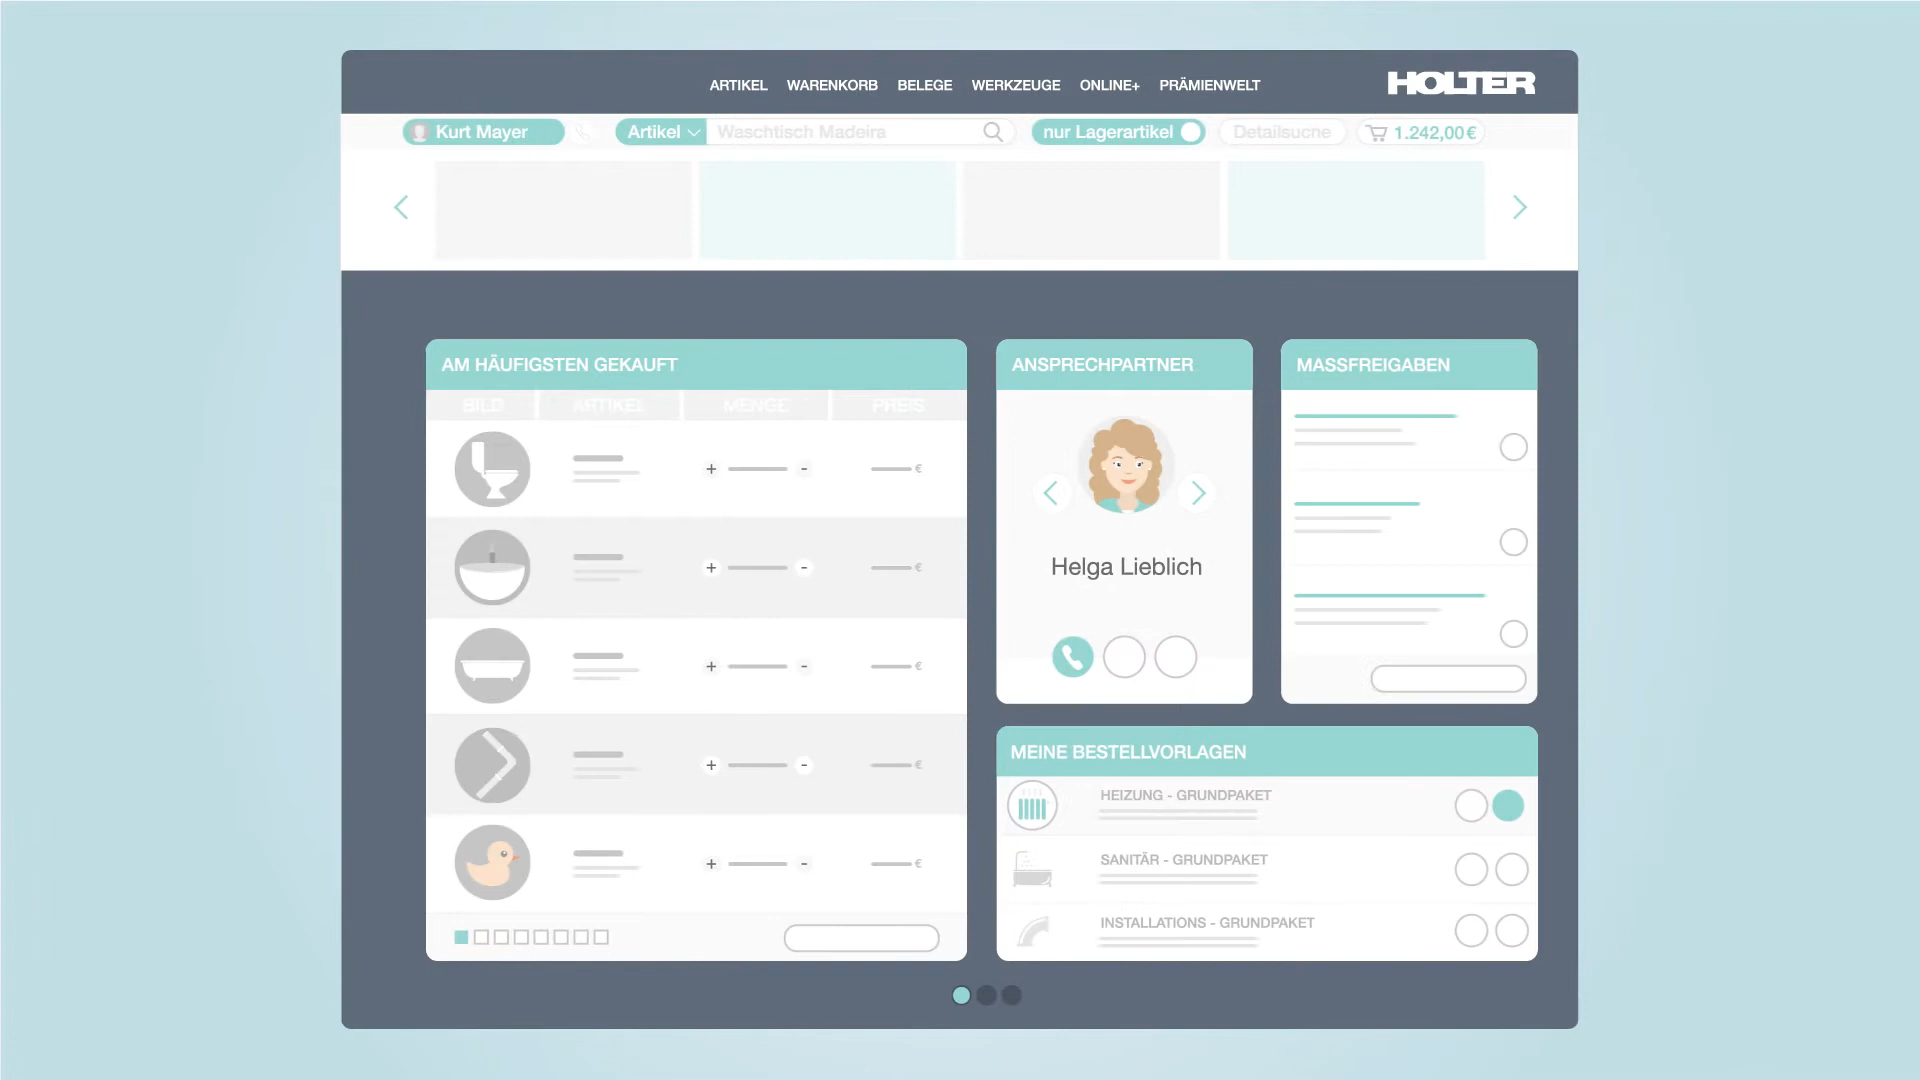 ARTIKEL WARENKORB BELEGE WERKZEUGE ONLINE+ PRÄMIENWELT HOLTER
Kurt Mayer Artikel Waschtisch Madeira nur Lagerartikel Detailsuche 1.242,00€
AM HÄUFIGSTEN GEKAUFT
BILD ARTIKEL MENGE PREIS
+ - €
+ - €
+ - €
+ - €
+ - €
ANSPRECHPARTNER
Helga Lieblich
MASSFREIGABEN
MEINE BESTELLVORLAGEN
HEIZUNG - GRUNDPAKET
SANITÄR - GRUNDPAKET
INSTALLATIONS - GRUNDPAKET